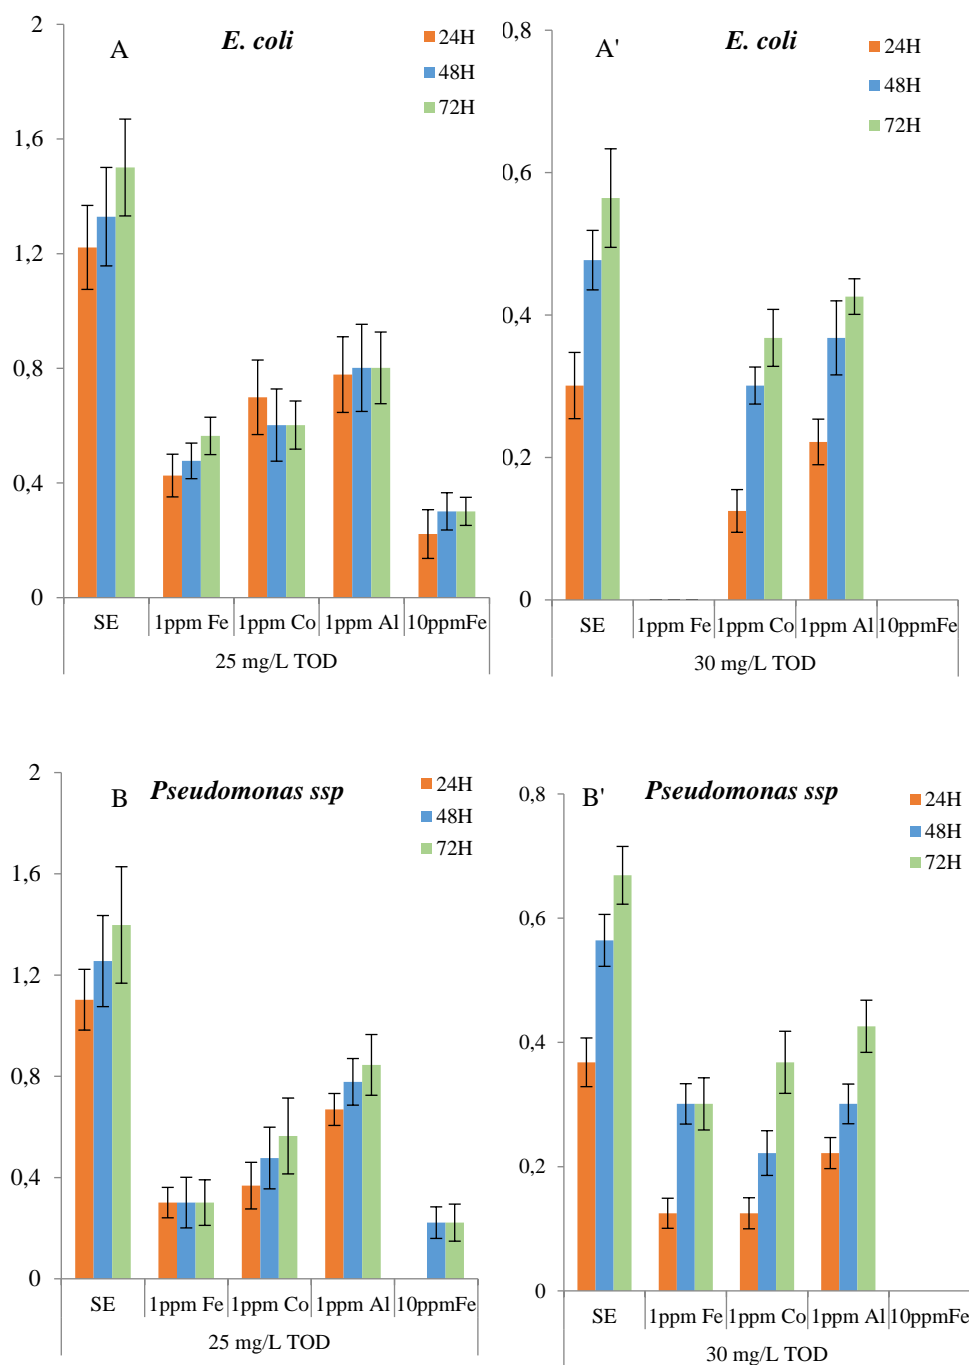 A
E. coli
24H
48H
72H
2
1,6
1,2
0,8
0,4
0
SE
1ppm Fe
1ppm Co
1ppm Al
10ppmFe
25 mg/L TOD
A'
E. coli
24H
48H
72H
0,8
0,6
0,4
0,2
0
SE
1ppm Fe
1ppm Co
1ppm Al
10ppmFe
30 mg/L TOD
B
Pseudomonas ssp
24H
48H
72H
2
1,6
1,2
0,8
0,4
0
SE
1ppm Fe
1ppm Co
1ppm Al
10ppmFe
25 mg/L TOD
B'
Pseudomonas ssp
24H
48H
72H
0,8
0,6
0,4
0,2
0
SE
1ppm Fe
1ppm Co
1ppm Al
10ppmFe
30 mg/L TOD